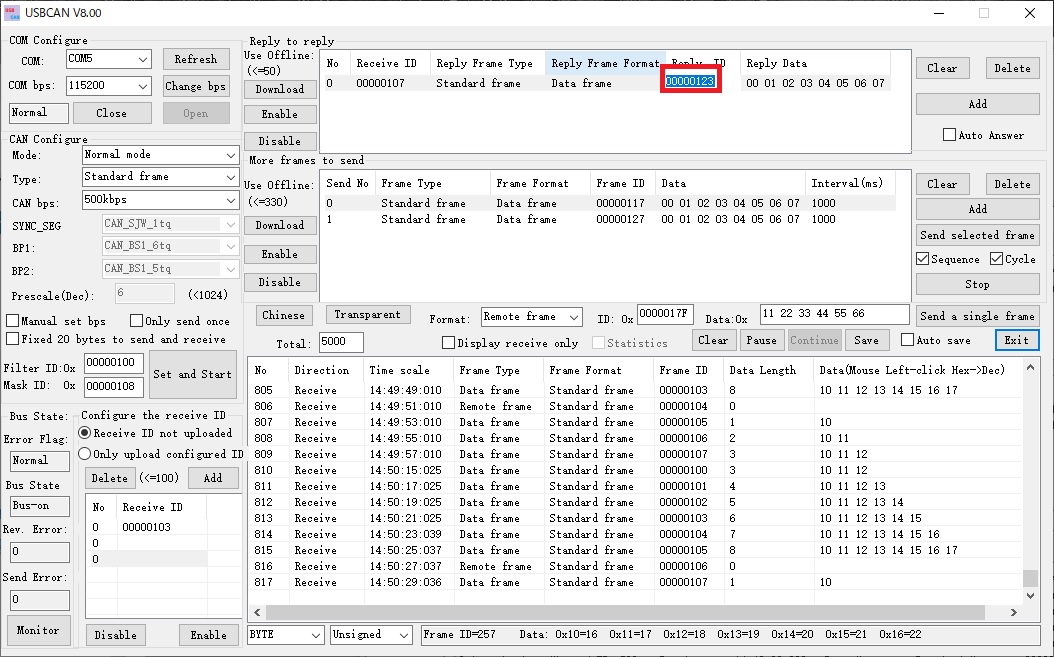 USBCAN V8.00
COM Configure
COM: COM5 Refresh
COM bps: 115200 Change bps
Normal Close Open
CAN Configure
Mode: Normal mode
Type: Standard frame
CAN bps: 500kbps
SYNC_SEG CAN_SJW_1tq
BP1: CAN_BS1_6tq
BP2: CAN_BS1_5tq
Prescale(Dec): 6 (<1024)
Manual set bps Only send once
Fixed 20 bytes to send and receive
Filter ID:0x 00000100
Mask ID: 0x 00000108
Set and Start
Bus State:
Error Flag:
Normal
Bus State
Bus-on
Rev. Error:
0
Send Error:
0
Monitor
Configure the receive ID
Receive ID not uploaded
Only upload configured ID
Delete (<=100) Add
No Receive ID
0 00000103
0
0
Disable Enable
Reply to reply
Use Offline:
(<=50)
Download
Enable
Disable
No Receive ID Reply Frame Type Reply Frame Format Reply ID Reply Data
0 00000107 Standard frame Data frame 00000123 00 01 02 03 04 05 06 07
Clear Delete
Add
Auto Answer
More frames to send
Use Offline:
(<=330)
Download
Enable
Disable
Send No Frame Type Frame Format Frame ID Data Interval(ms)
0 Standard frame Data frame 00000117 00 01 02 03 04 05 06 07 1000
1 Standard frame Data frame 00000127 00 01 02 03 04 05 06 07 1000
Clear Delete
Add
Send selected frame
Sequence Cycle
Stop
Chinese Transparent Format: Remote frame ID: 0x 0000017F Data:0x 11 22 33 44 55 66 Send a single frame
Total: 5000 Display receive only Statistics Clear Pause Continue Save Auto save Exit
No Direction Time scale Frame Type Frame Format Frame ID Data Length Data(Mouse Left-click Hex->Dec)
805 Receive 14:49:49:010 Data frame Standard frame 00000103 8 10 11 12 13 14 15 16 17
806 Receive 14:49:51:010 Remote frame Standard frame 00000104 0
807 Receive 14:49:53:010 Data frame Standard frame 00000105 1 10
808 Receive 14:49:55:010 Data frame Standard frame 00000106 2 10 11
809 Receive 14:49:57:010 Data frame Standard frame 00000107 3 10 11 12
810 Receive 14:50:15:025 Data frame Standard frame 00000100 3 10 11 12
811 Receive 14:50:17:025 Data frame Standard frame 00000101 4 10 11 12 13
812 Receive 14:50:19:025 Data frame Standard frame 00000102 5 10 11 12 13 14
813 Receive 14:50:21:025 Data frame Standard frame 00000103 6 10 11 12 13 14 15
814 Receive 14:50:23:039 Data frame Standard frame 00000104 7 10 11 12 13 14 15 16
815 Receive 14:50:25:037 Data frame Standard frame 00000105 8 10 11 12 13 14 15 16 17
816 Receive 14:50:27:037 Remote frame Standard frame 00000106 0
817 Receive 14:50:29:036 Data frame Standard frame 00000107 1 10
BYTE Unsigned Frame ID=257 Data: 0x10=16 0x11=17 0x12=18 0x13=19 0x14=20 0x15=21 0x16=22